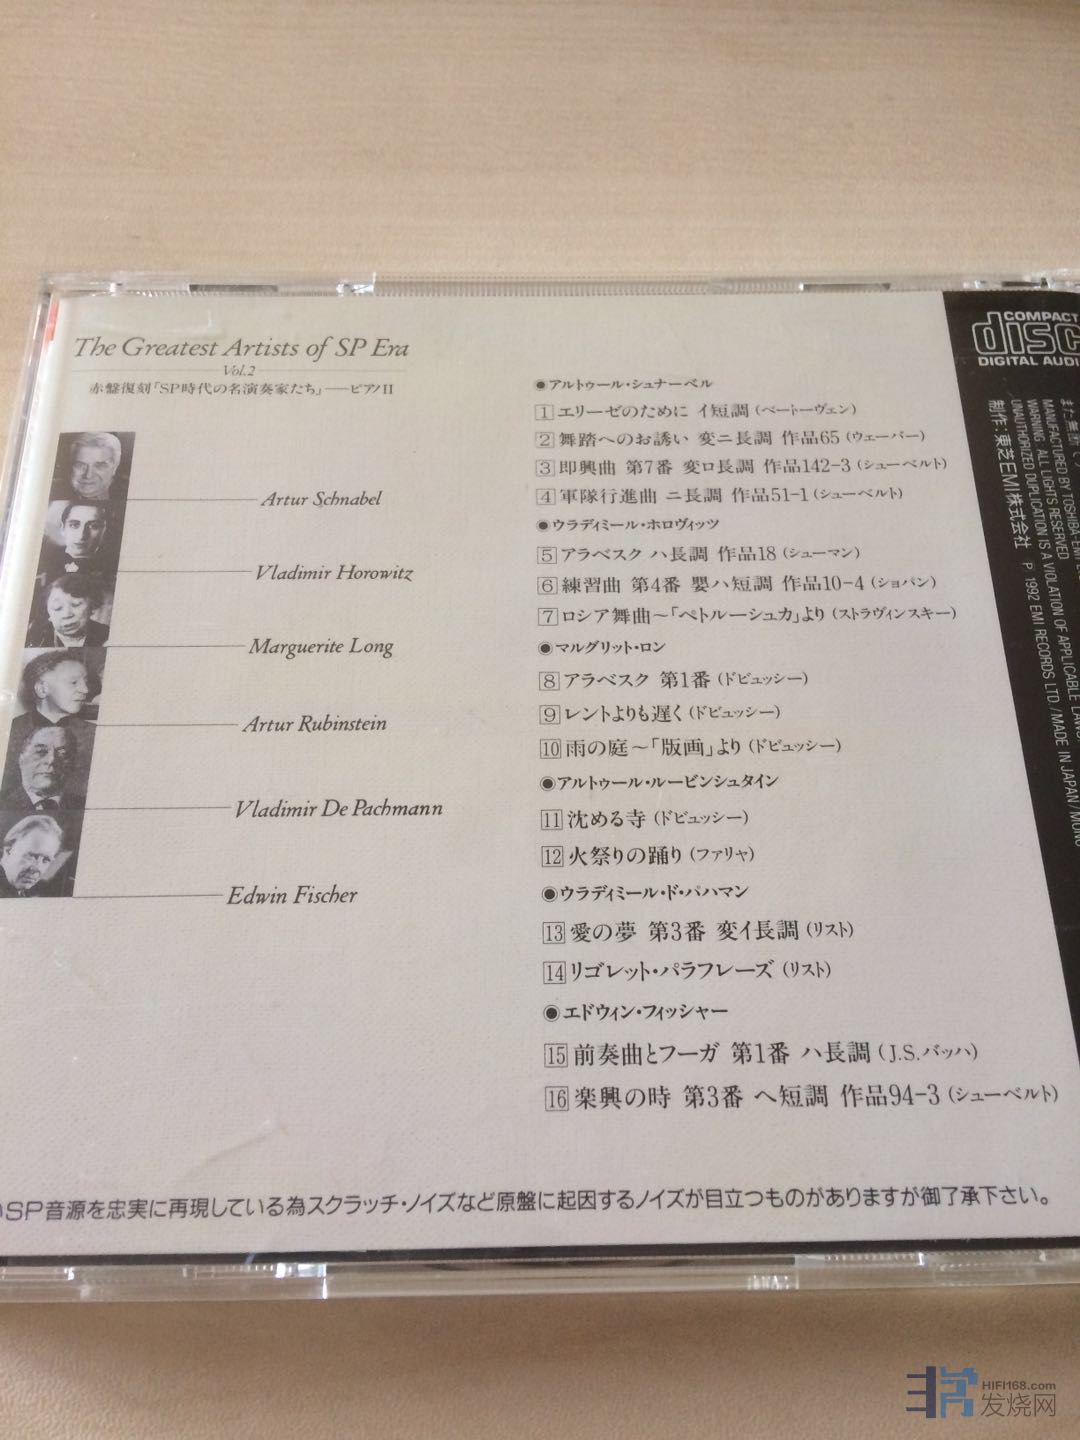 The Greatest Artists of SP Era
Vol.2
赤盤復刻「SP時代の名演奏家たち」──ピアノII
Artur Schnabel
Vladimir Horowitz
Marguerite Long
Artur Rubinstein
Vladimir De Pachmann
Edwin Fischer
●アルトゥール・シュナーベル
1 エリーゼのために イ短調(ベートーヴェン)
2 舞踏へのお誘い 変ニ長調 作品65(ウェーバー)
3 即興曲 第7番 変ロ長調 作品142-3(シューベルト)
4 軍隊行進曲 ニ長調 作品51-1(シューベルト)
●ウラディミール・ホロヴィッツ
5 アラベスク ハ長調 作品18(シューマン)
6 練習曲 第4番 嬰ハ短調 作品10-4(ショパン)
7 ロシア舞曲〜「ペトルーシュカ」より(ストラヴィンスキー)
●マルグリット・ロン
8 アラベスク 第1番(ドビュッシー)
9 レントよりも遅く(ドビュッシー)
10 雨の庭〜「版画」より(ドビュッシー)
●アルトゥール・ルービンシュタイン
11 沈める寺(ドビュッシー)
12 火祭りの踊り(ファリャ)
●ウラディミール・ド・パハマン
13 愛の夢 第3番 変イ長調(リスト)
14 リゴレット・パラフレーズ(リスト)
●エドウィン・フィッシャー
15 前奏曲とフーガ 第1番 ハ長調(J.S.バッハ)
16 楽興の時 第3番 ヘ短調 作品94-3(シューベルト)
SP音源を忠実に再現している為スクラッチ・ノイズなど原盤に起因するノイズが目立つものがありますが御了承下さい。
COMPACT
disc
DIGITAL AUDI
また無断で
MANUFACTURED BY TOSHIBA-EMI
WARNING: ALL RIGHTS RESERVED
UNAUTHORIZED DUPLICATION IS A VIOLATION OF APPLICABLE LAWS
制作:東芝EMI株式会社 P 1992 EMI RECORDS LTD./MADE IN JAPAN/MONO
HIFI168.com
发烧网